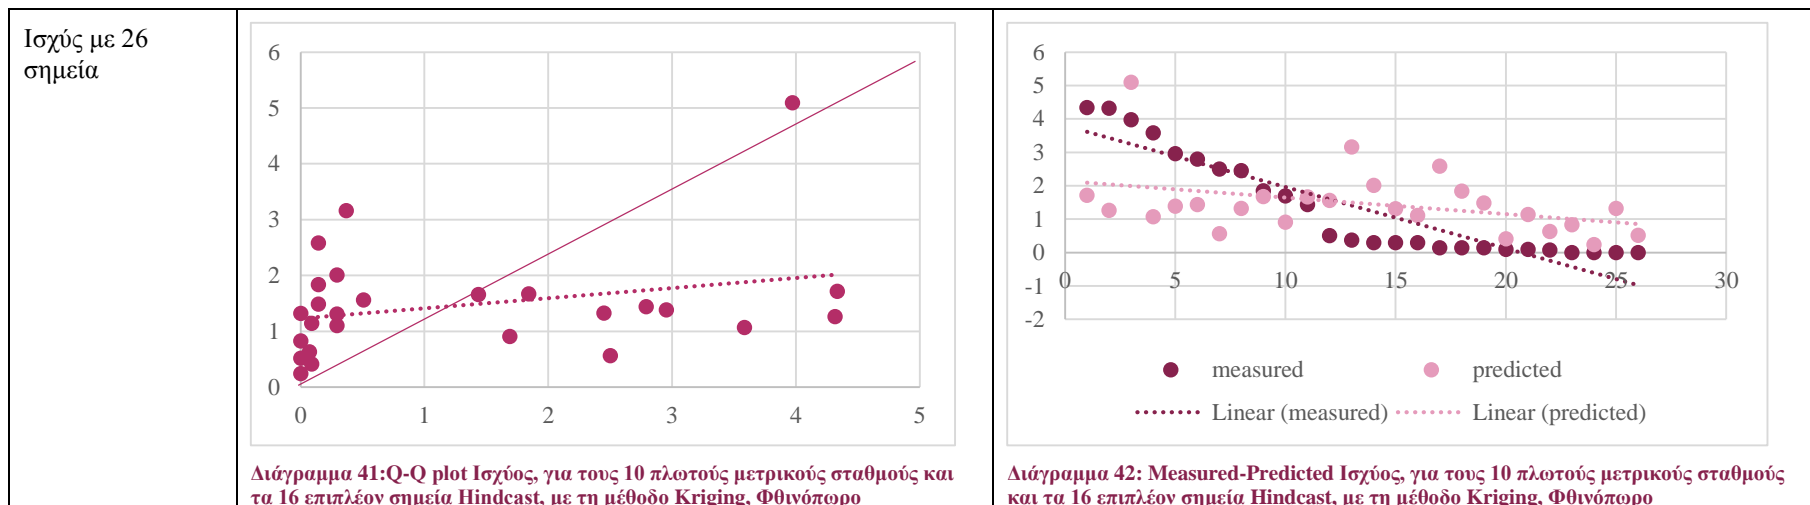 Ισχύς με 26
σημεία
6
5
4
3
2
1
0
0 1 2 3 4 5
Διάγραμμα 41:Q-Q plot Ισχύος, για τους 10 πλωτούς μετρικούς σταθμούς και
τα 16 επιπλέον σημεία Hindcast, με τη μέθοδο Kriging, Φθινόπωρο
6
5
4
3
2
1
0
-1
-2
0 5 10 15 20 25 30
measured predicted
Linear (measured) Linear (predicted)
Διάγραμμα 42: Measured-Predicted Ισχύος, για τους 10 πλωτούς μετρικούς σταθμούς
και τα 16 επιπλέον σημεία Hindcast, με τη μέθοδο Kriging, Φθινόπωρο